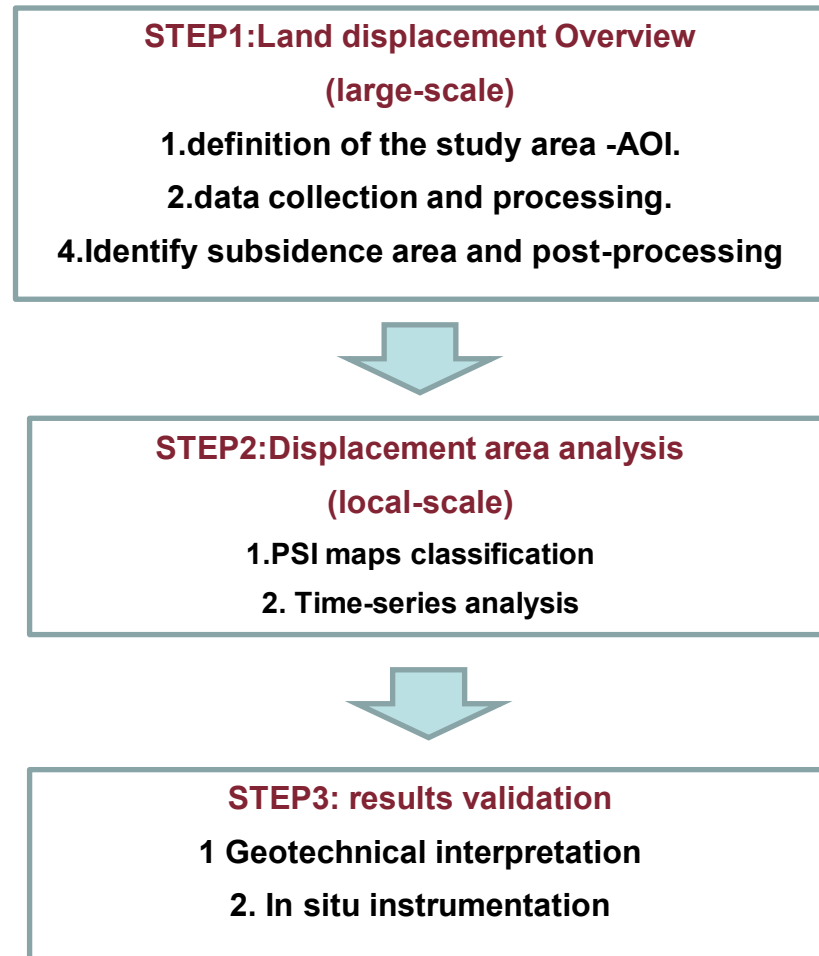 STEP1:Land displacement Overview
(large-scale)
1.definition of the study area -AOI.
2.data collection and processing.
4.Identify subsidence area and post-processing
STEP2:Displacement area analysis
(local-scale)
1.PSI maps classification
2. Time-series analysis
STEP3: results validation
1 Geotechnical interpretation
2. In situ instrumentation